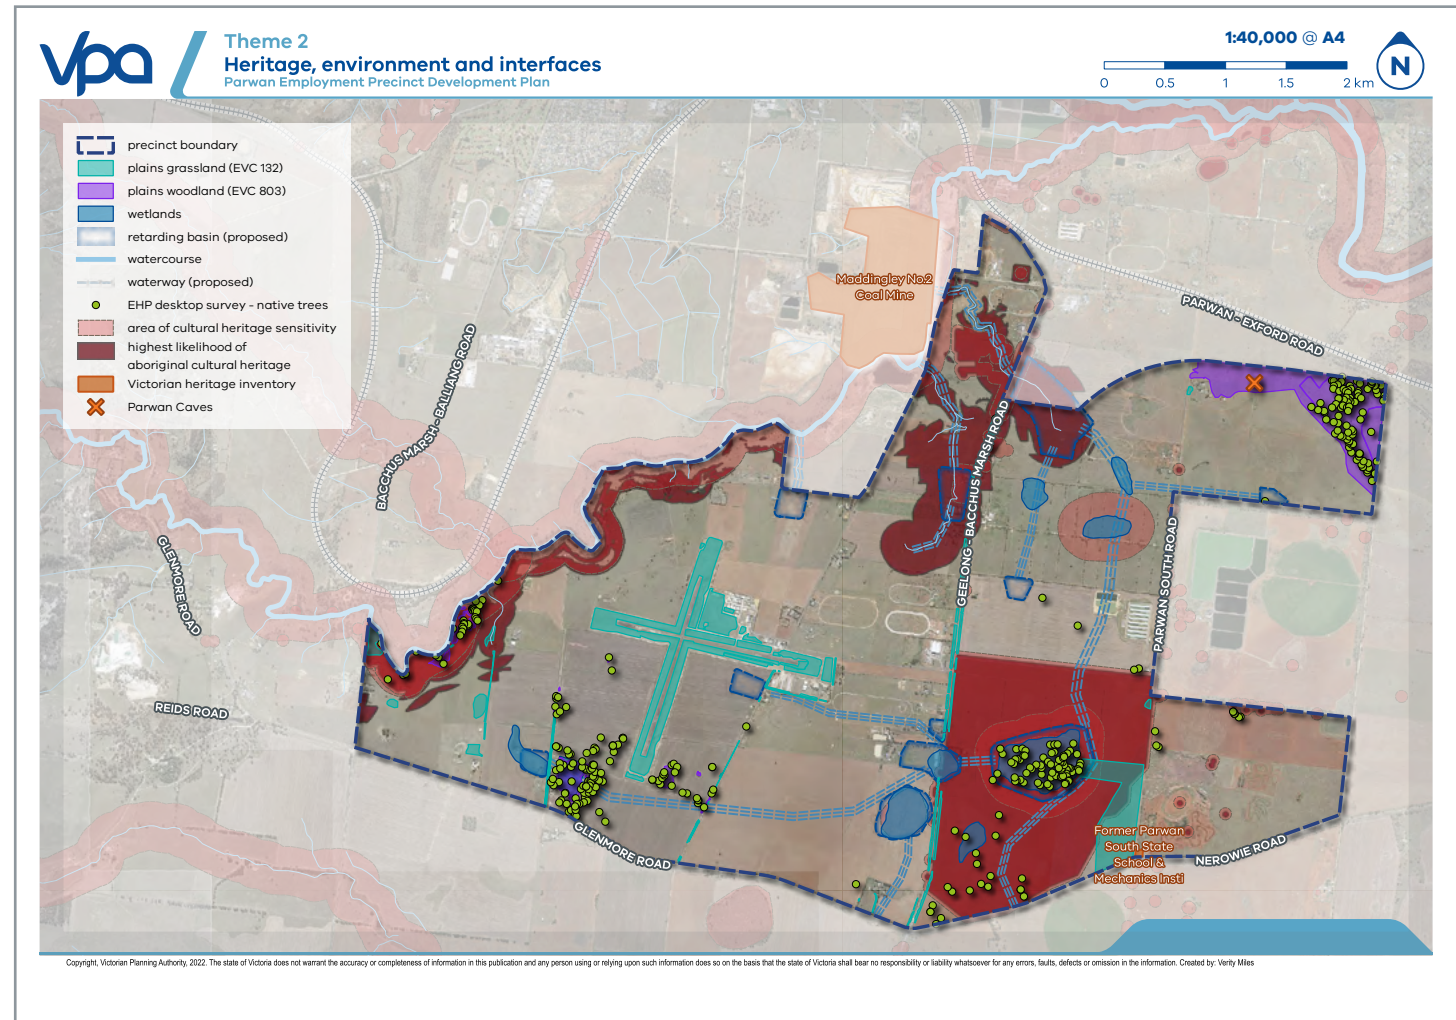 vpa
Theme 2
Heritage, environment and interfaces
Parwan Employment Precinct Development Plan
1:40,000 @ A4
0 0.5 1 1.5 2 km
N
precinct boundary
plains grassland (EVC 132)
plains woodland (EVC 803)
wetlands
retarding basin (proposed)
watercourse
waterway (proposed)
EHP desktop survey - native trees
area of cultural heritage sensitivity
highest likelihood of
aboriginal cultural heritage
Victorian heritage inventory
Parwan Caves
Maddingley No.2
Coal Mine
PARWAN - EXFORD ROAD
BACCHUS MARSH - BALLIANG ROAD
GEELONG - BACCHUS MARSH ROAD
PARWAN SOUTH ROAD
GLENMORE ROAD
REIDS ROAD
GLENMORE ROAD
Former Parwan
South State
School &
Mechanics Insti
NEROWIE ROAD
Copyright, Victorian Planning Authority, 2022. The state of Victoria does not warrant the accuracy or completeness of information in this publication and any person using or relying upon such information does so on the basis that the state of Victoria shall bear no responsibility or liability whatsoever for any errors, faults, defects or omission in the information. Created by: Verity Miles